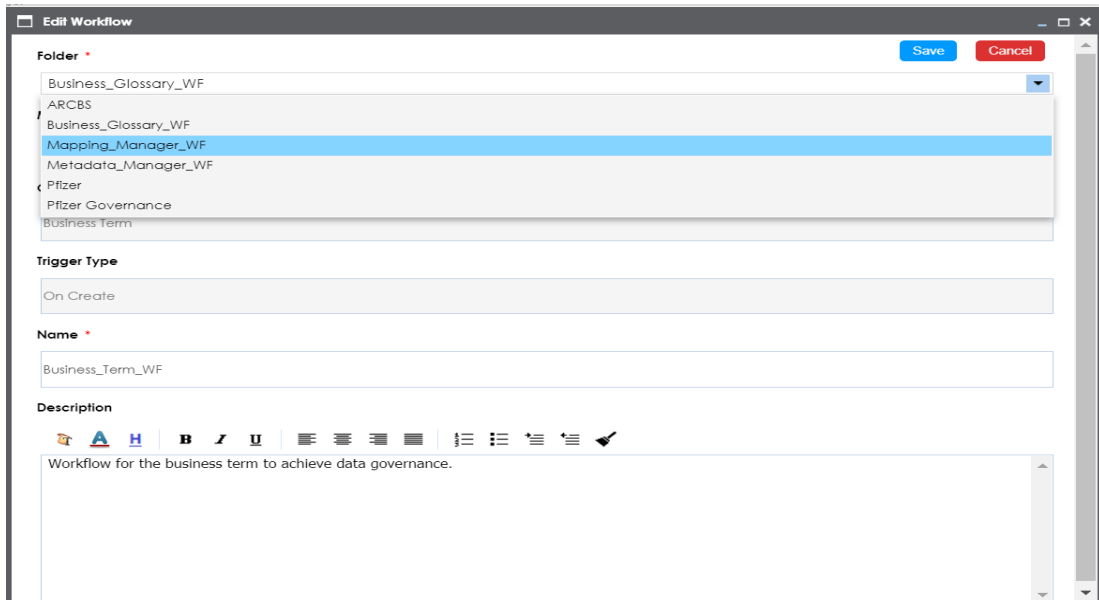 Edit Workflow
Folder *
Save
Cancel
Business_Glossary_WF
ARCBS
Business_Glossary_WF
Mapping_Manager_WF
Metadata_Manager_WF
Pfizer
Pfizer Governance
Business Term
Trigger Type
On Create
Name *
Business_Term_WF
Description
A H B I U
Workflow for the business term to achieve data governance.